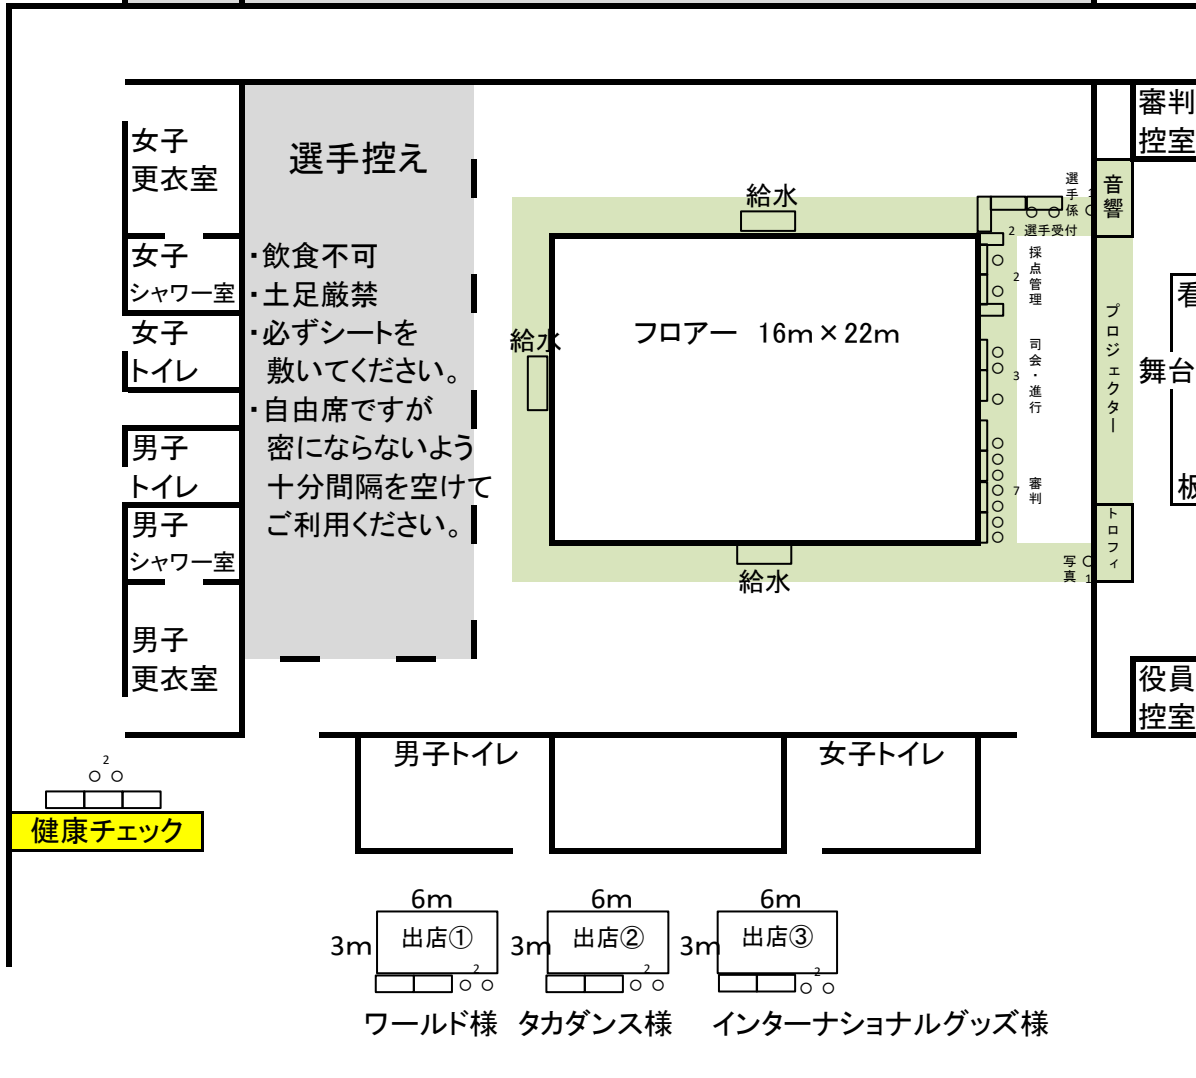 審判
控室
女子
更衣室
選手控え
給水
選手係
音響
2 選手受付
女子
シャワー室
・飲食不可
・土足厳禁
・必ずシートを
敷いてください。
・自由席ですが
密にならないよう
十分間隔を空けて
ご利用ください。
2
採点管理
女子
トイレ
給水
フロアー 16m×22m
3
司会・進行
プロジェクター
舞台
男子
トイレ
7
審判
男子
シャワー室
トロフィ
写真
1
給水
男子
更衣室
役員
控室
男子トイレ
女子トイレ
2
健康チェック
6m
6m
6m
3m
出店①
3m
出店②
3m
出店③
2
2
2
ワールド様
タカダンス様
インターナショナルグッズ様